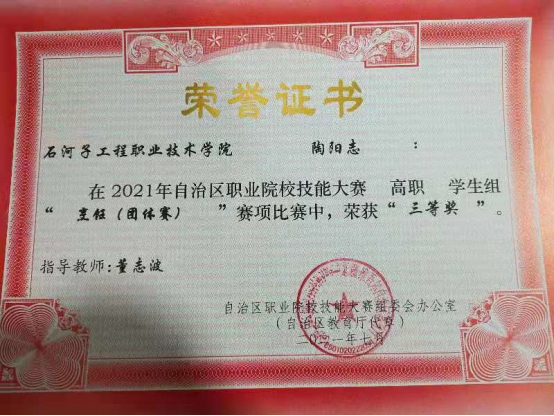 荣誉证书
石河子工程职业技术学院 陶阳志 :
在2021年自治区职业院校技能大赛 高职 学生组
“ 烹饪（团体赛） ”赛项比赛中，荣获“ 三等奖 ”。
指导教师：董志波
自治区职业院校技能大赛组委会办公室
（自治区教育厅代章）